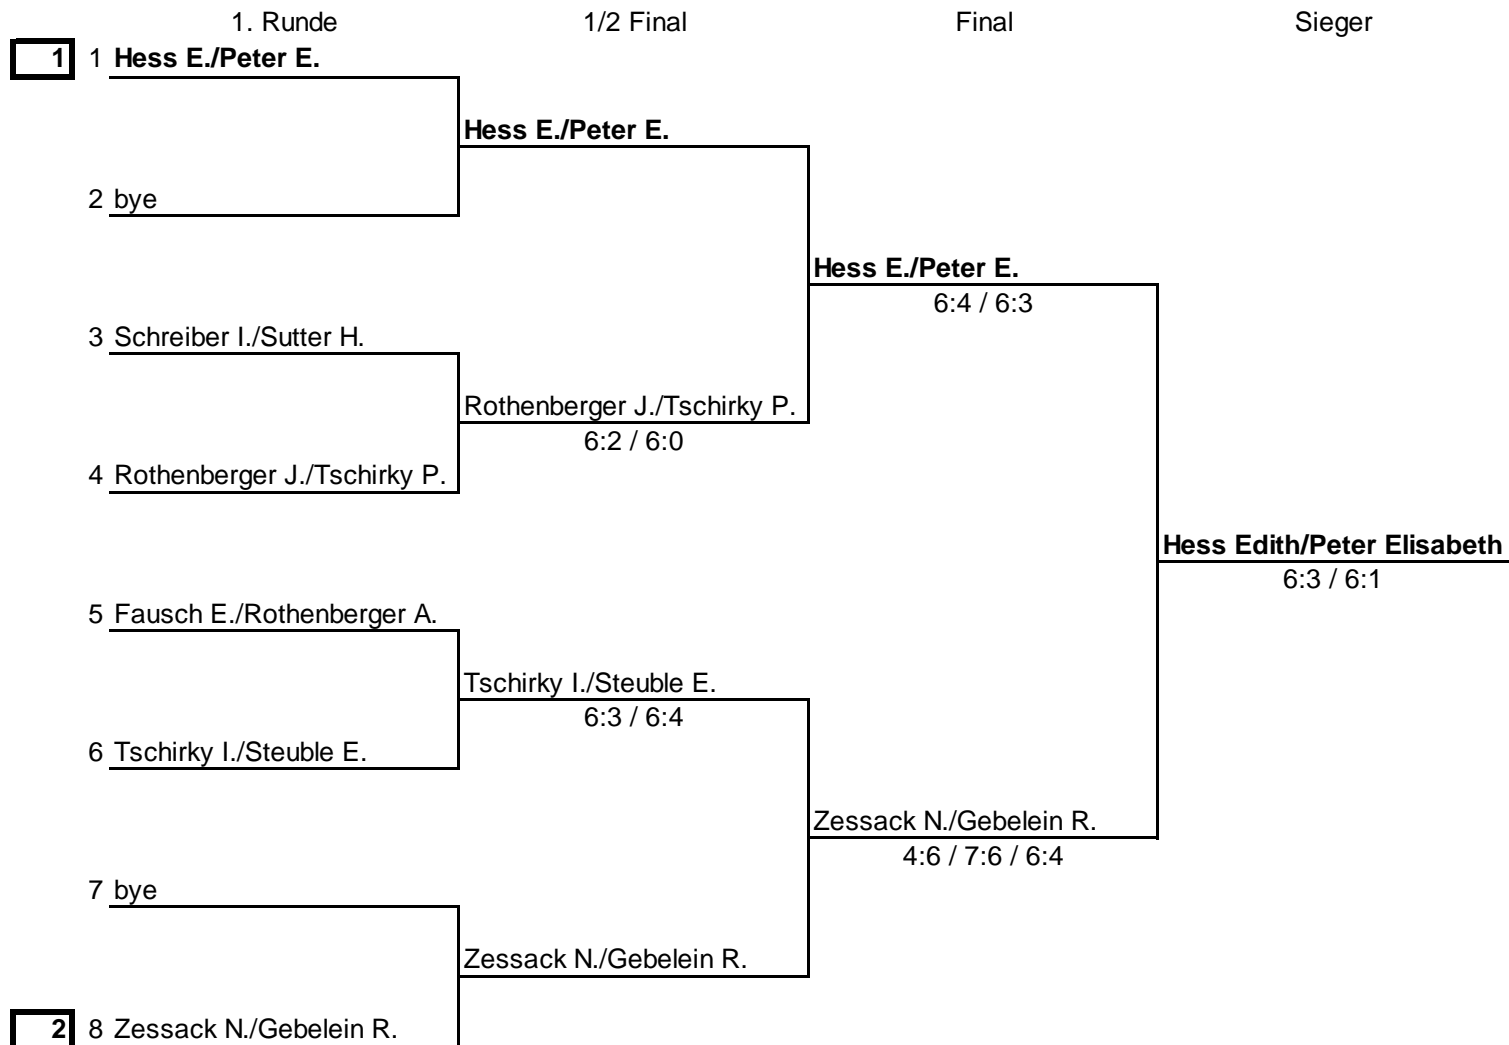 1. Runde 1/2 Final Final Sieger
1 1 Hess E./Peter E.
Hess E./Peter E.
2 bye
Hess E./Peter E.
6:4 / 6:3
3 Schreiber I./Sutter H.
Rothenberger J./Tschirky P.
6:2 / 6:0
4 Rothenberger J./Tschirky P.
Hess Edith/Peter Elisabeth
6:3 / 6:1
5 Fausch E./Rothenberger A.
Tschirky I./Steuble E.
6:3 / 6:4
6 Tschirky I./Steuble E.
Zessack N./Gebelein R.
4:6 / 7:6 / 6:4
7 bye
Zessack N./Gebelein R.
2 8 Zessack N./Gebelein R.